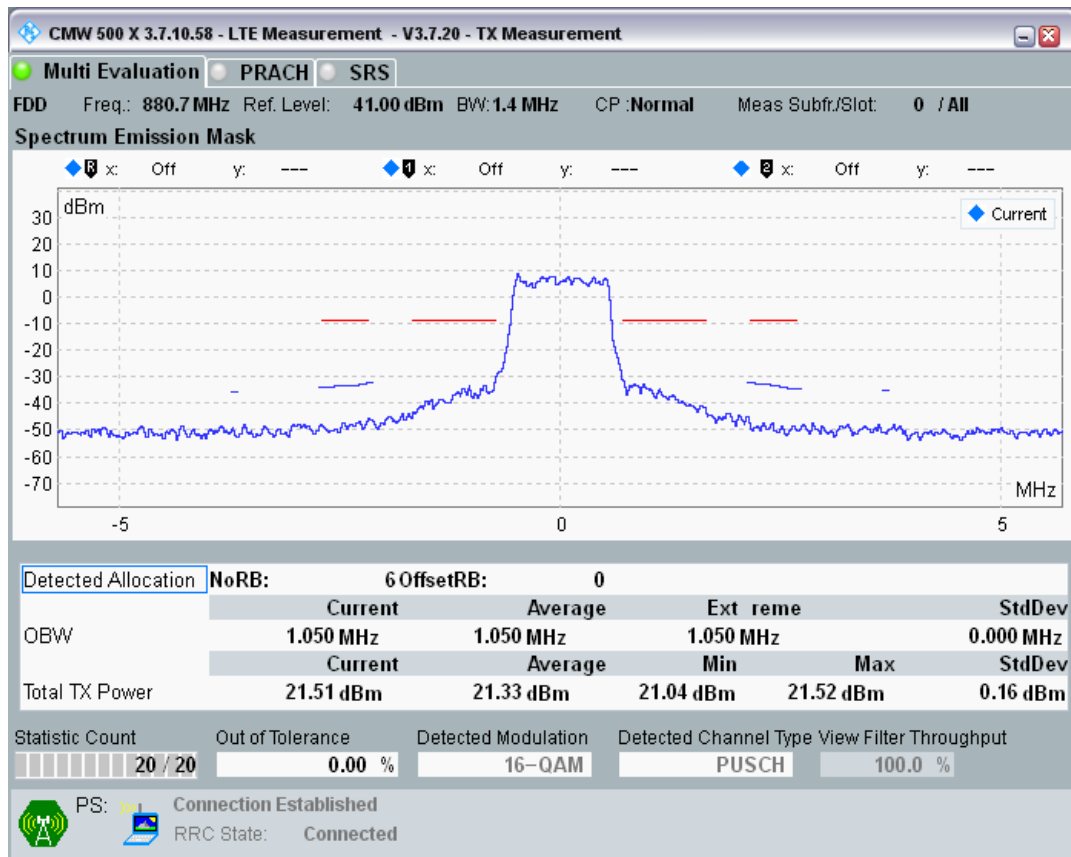 CMW 500 X 3.7.10.58 - LTE Measurement - V3.7.20 - TX Measurement
Multi Evaluation PRACH SRS
FDD Freq.: 880.7 MHz Ref. Level: 41.00 dBm BW: 1.4 MHz CP :Normal Meas Subfr./Slot: 0 / All
Spectrum Emission Mask
R x: Off y: --- 1 x: Off y: --- 2 x: Off y: ---
dBm
Current
30
20
10
0
-10
-20
-30
-40
-50
-60
-70
MHz
-5 0 5
Detected Allocation NoRB: 6 OffsetRB: 0
Current Average Ext reme StdDev
OBW 1.050 MHz 1.050 MHz 1.050 MHz 0.000 MHz
Current Average Min Max StdDev
Total TX Power 21.51 dBm 21.33 dBm 21.04 dBm 21.52 dBm 0.16 dBm
Statistic Count Out of Tolerance Detected Modulation Detected Channel Type View Filter Throughput
20 / 20 0.00 % 16-QAM PUSCH 100.0 %
PS: Connection Established
RRC State: Connected